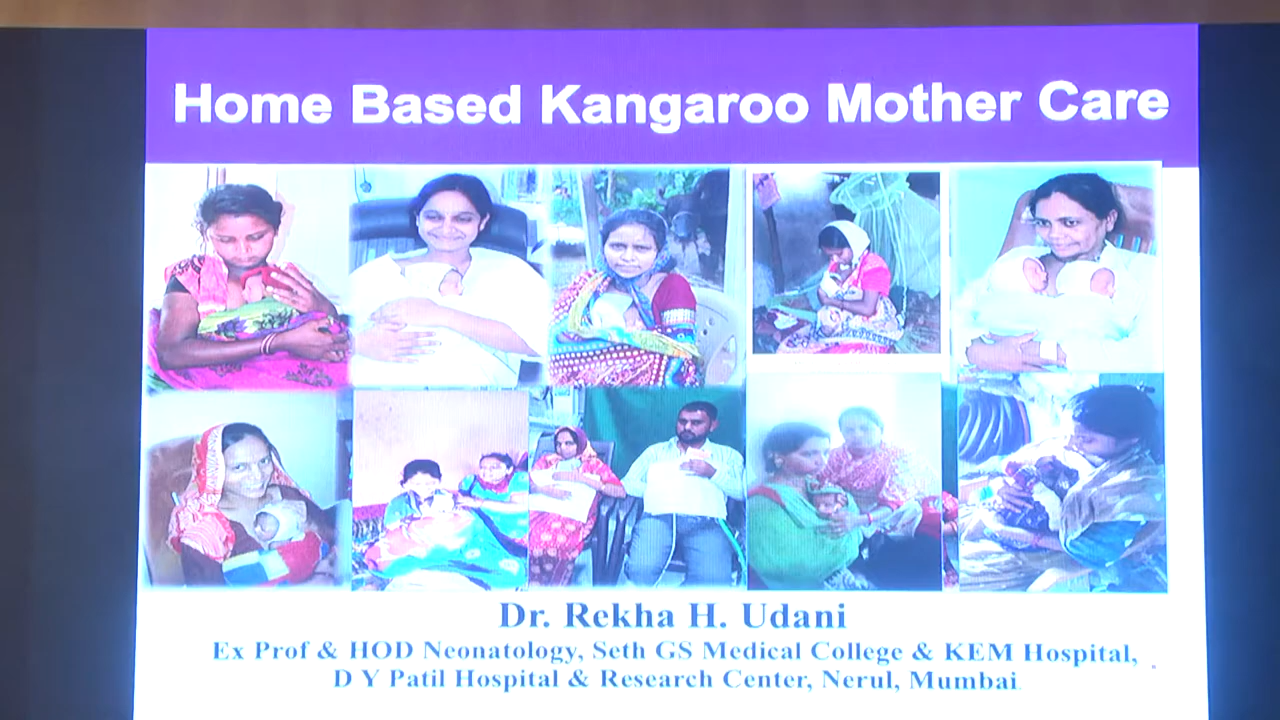 Home Based Kangaroo Mother Care
Dr. Rekha H. Udani
Ex Prof & HOD Neonatology, Seth GS Medical College & KEM Hospital,
D Y Patil Hospital & Research Center, Nerul, Mumbai